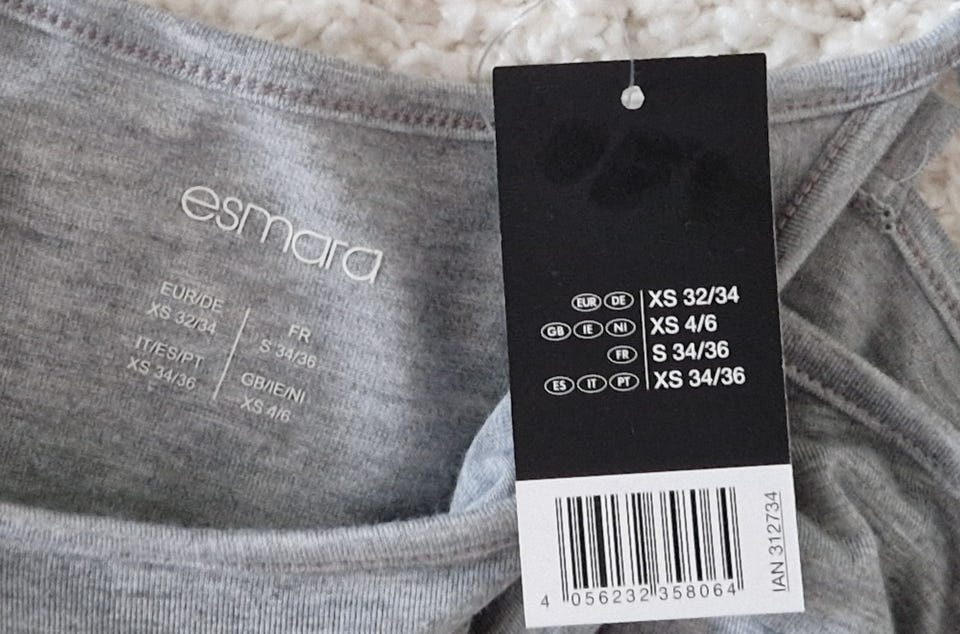 esmara
EUR/DE
XS 32/34
IT/ES/PT
XS 34/36
FR
S 34/36
GB/IE/NI
XS 4/6
EUR DE XS 32/34
GB IE NI XS 4/6
FR S 34/36
ES IT PT XS 34/36
4 056232 358064
IAN 312734